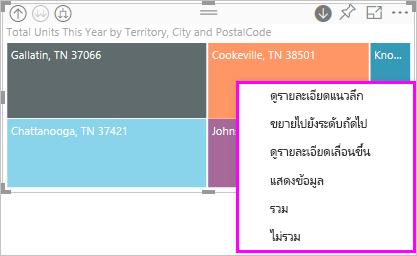 Total Units This Year by Territory, City and PostalCode
Gallatin, TN 37066
Cookeville, TN 38501
Kno...
Chattanooga, TN 37421
Johns
ดูรายละเอียดแนวลึก
ขยายไปยังระดับถัดไป
ดูรายละเอียดเลื่อนขึ้น
แสดงข้อมูล
รวม
ไม่รวม